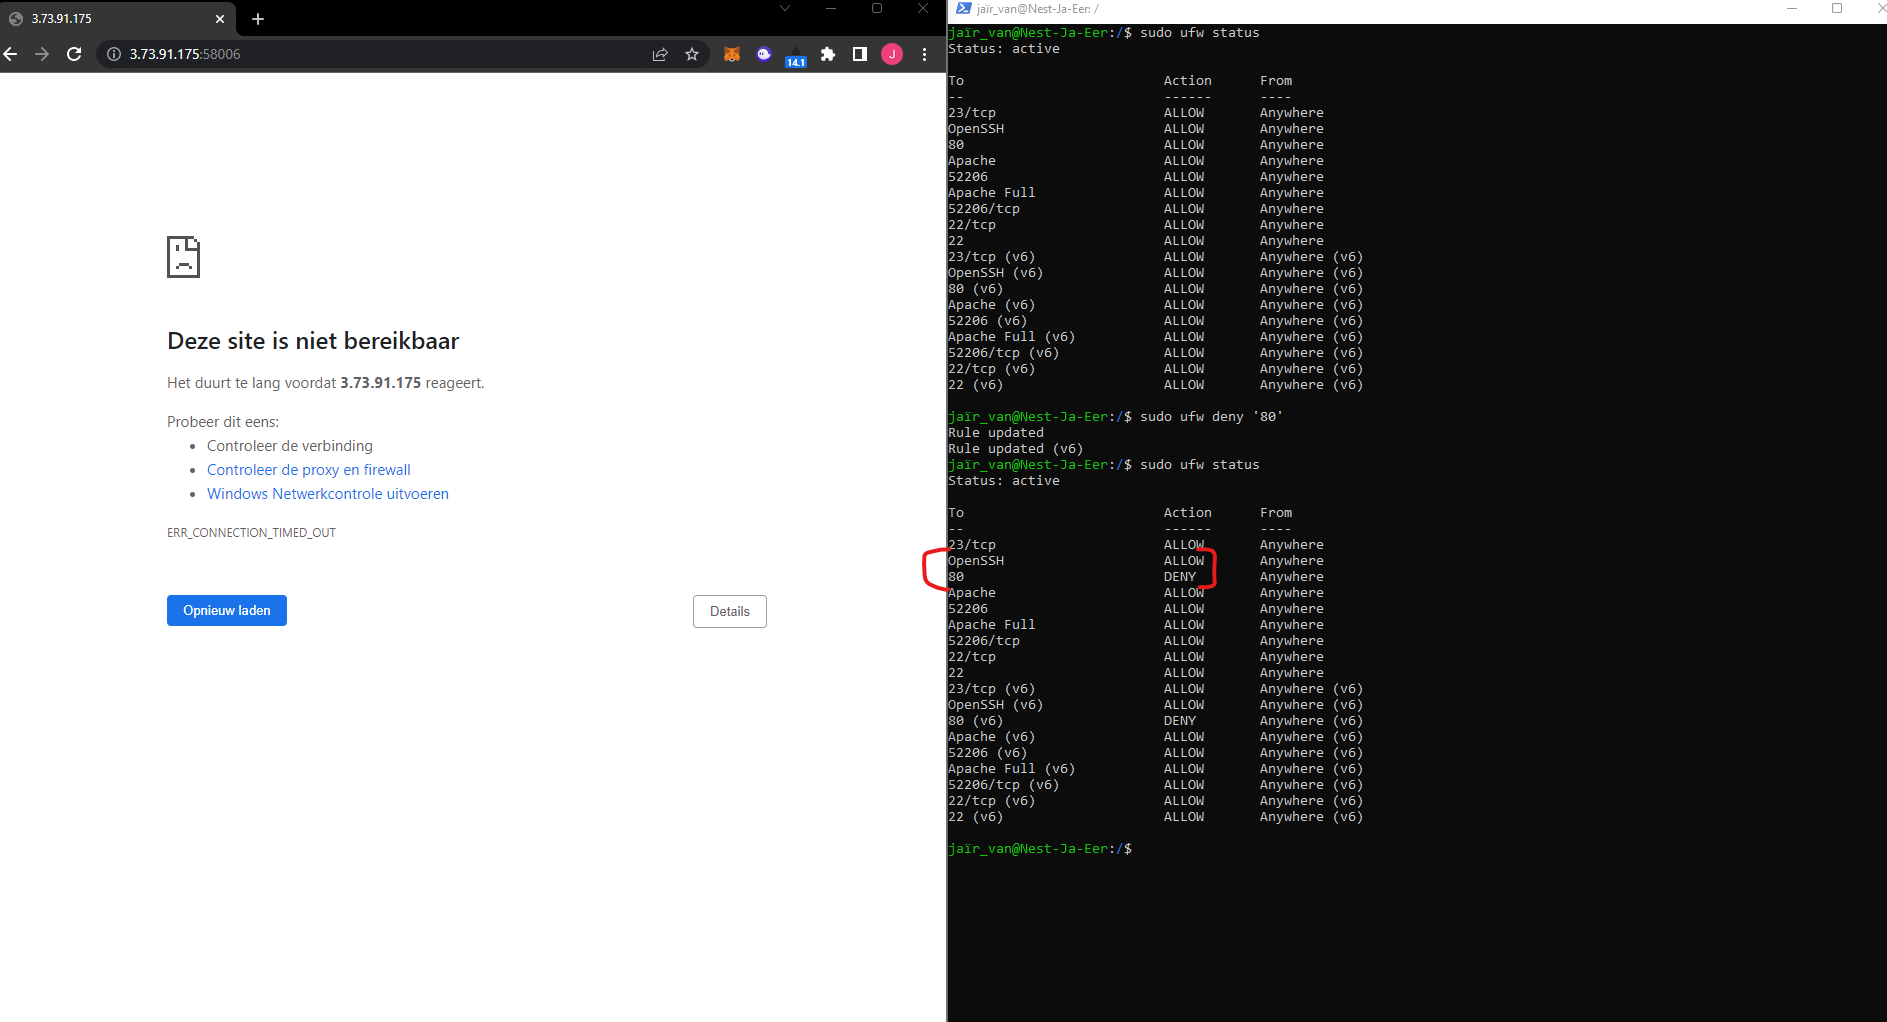 3.73.91.175
3.73.91.175:58006
14.1
J
Deze site is niet bereikbaar
Het duurt te lang voordat 3.73.91.175 reageert.
Probeer dit eens:
Controleer de verbinding
Controleer de proxy en firewall
Windows Netwerkcontrole uitvoeren
ERR_CONNECTION_TIMED_OUT
Opnieuw laden
Details
jaïr_van@Nest-Ja-Eer: /
jaïr_van@Nest-Ja-Eer:/$ sudo ufw status
Status: active
To Action From
-- ------ ----
23/tcp ALLOW Anywhere
OpenSSH ALLOW Anywhere
80 ALLOW Anywhere
Apache ALLOW Anywhere
52206 ALLOW Anywhere
Apache Full ALLOW Anywhere
52206/tcp ALLOW Anywhere
22/tcp ALLOW Anywhere
22 ALLOW Anywhere
23/tcp (v6) ALLOW Anywhere (v6)
OpenSSH (v6) ALLOW Anywhere (v6)
80 (v6) ALLOW Anywhere (v6)
Apache (v6) ALLOW Anywhere (v6)
52206 (v6) ALLOW Anywhere (v6)
Apache Full (v6) ALLOW Anywhere (v6)
52206/tcp (v6) ALLOW Anywhere (v6)
22/tcp (v6) ALLOW Anywhere (v6)
22 (v6) ALLOW Anywhere (v6)
jaïr_van@Nest-Ja-Eer:/$ sudo ufw deny '80'
Rule updated
Rule updated (v6)
jaïr_van@Nest-Ja-Eer:/$ sudo ufw status
Status: active
To Action From
-- ------ ----
23/tcp ALLOW Anywhere
OpenSSH ALLOW Anywhere
80 DENY Anywhere
Apache ALLOW Anywhere
52206 ALLOW Anywhere
Apache Full ALLOW Anywhere
52206/tcp ALLOW Anywhere
22/tcp ALLOW Anywhere
22 ALLOW Anywhere
23/tcp (v6) ALLOW Anywhere (v6)
OpenSSH (v6) ALLOW Anywhere (v6)
80 (v6) DENY Anywhere (v6)
Apache (v6) ALLOW Anywhere (v6)
52206 (v6) ALLOW Anywhere (v6)
Apache Full (v6) ALLOW Anywhere (v6)
52206/tcp (v6) ALLOW Anywhere (v6)
22/tcp (v6) ALLOW Anywhere (v6)
22 (v6) ALLOW Anywhere (v6)
jaïr_van@Nest-Ja-Eer:/$